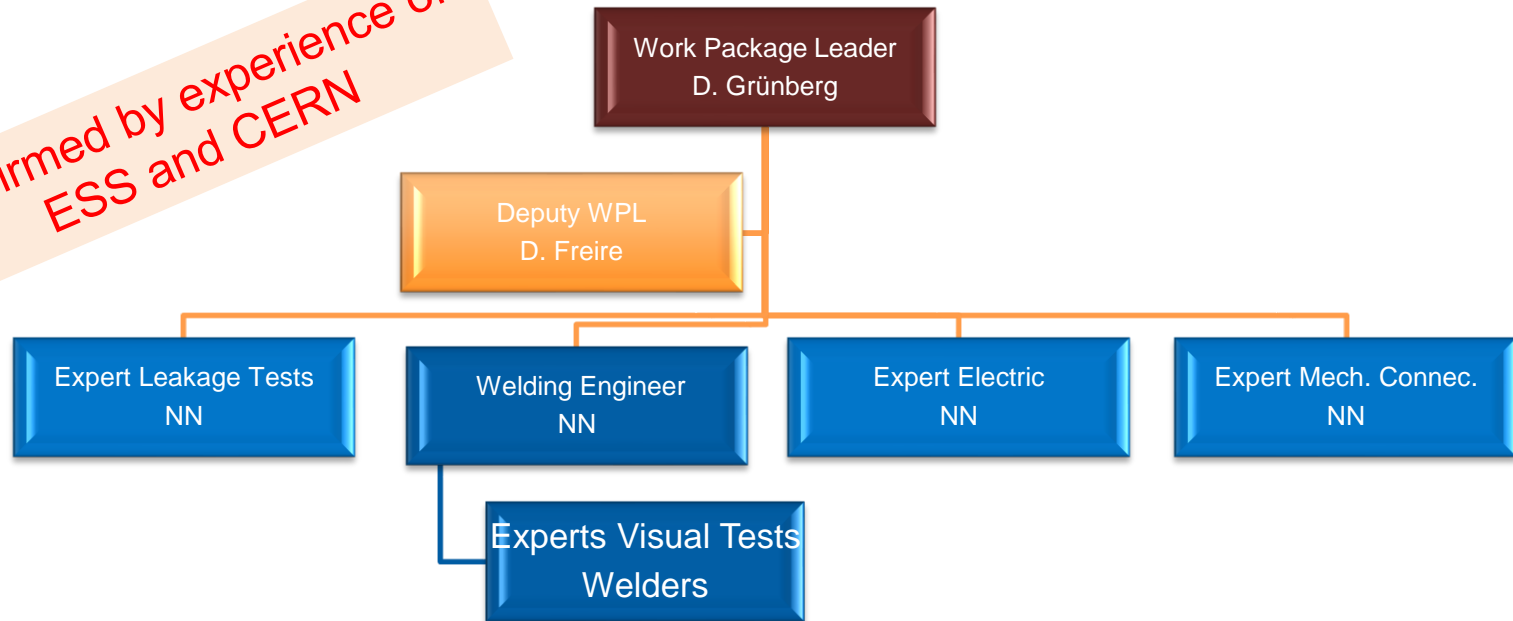 by experience
ESS and CERN
Work Package Leader
D. Grünberg
Deputy WPL
D. Freire
Expert Leakage Tests
NN
Welding Engineer
NN
Expert Electric
NN
Expert Mech. Connec.
NN
Experts Visual Tests
Welders